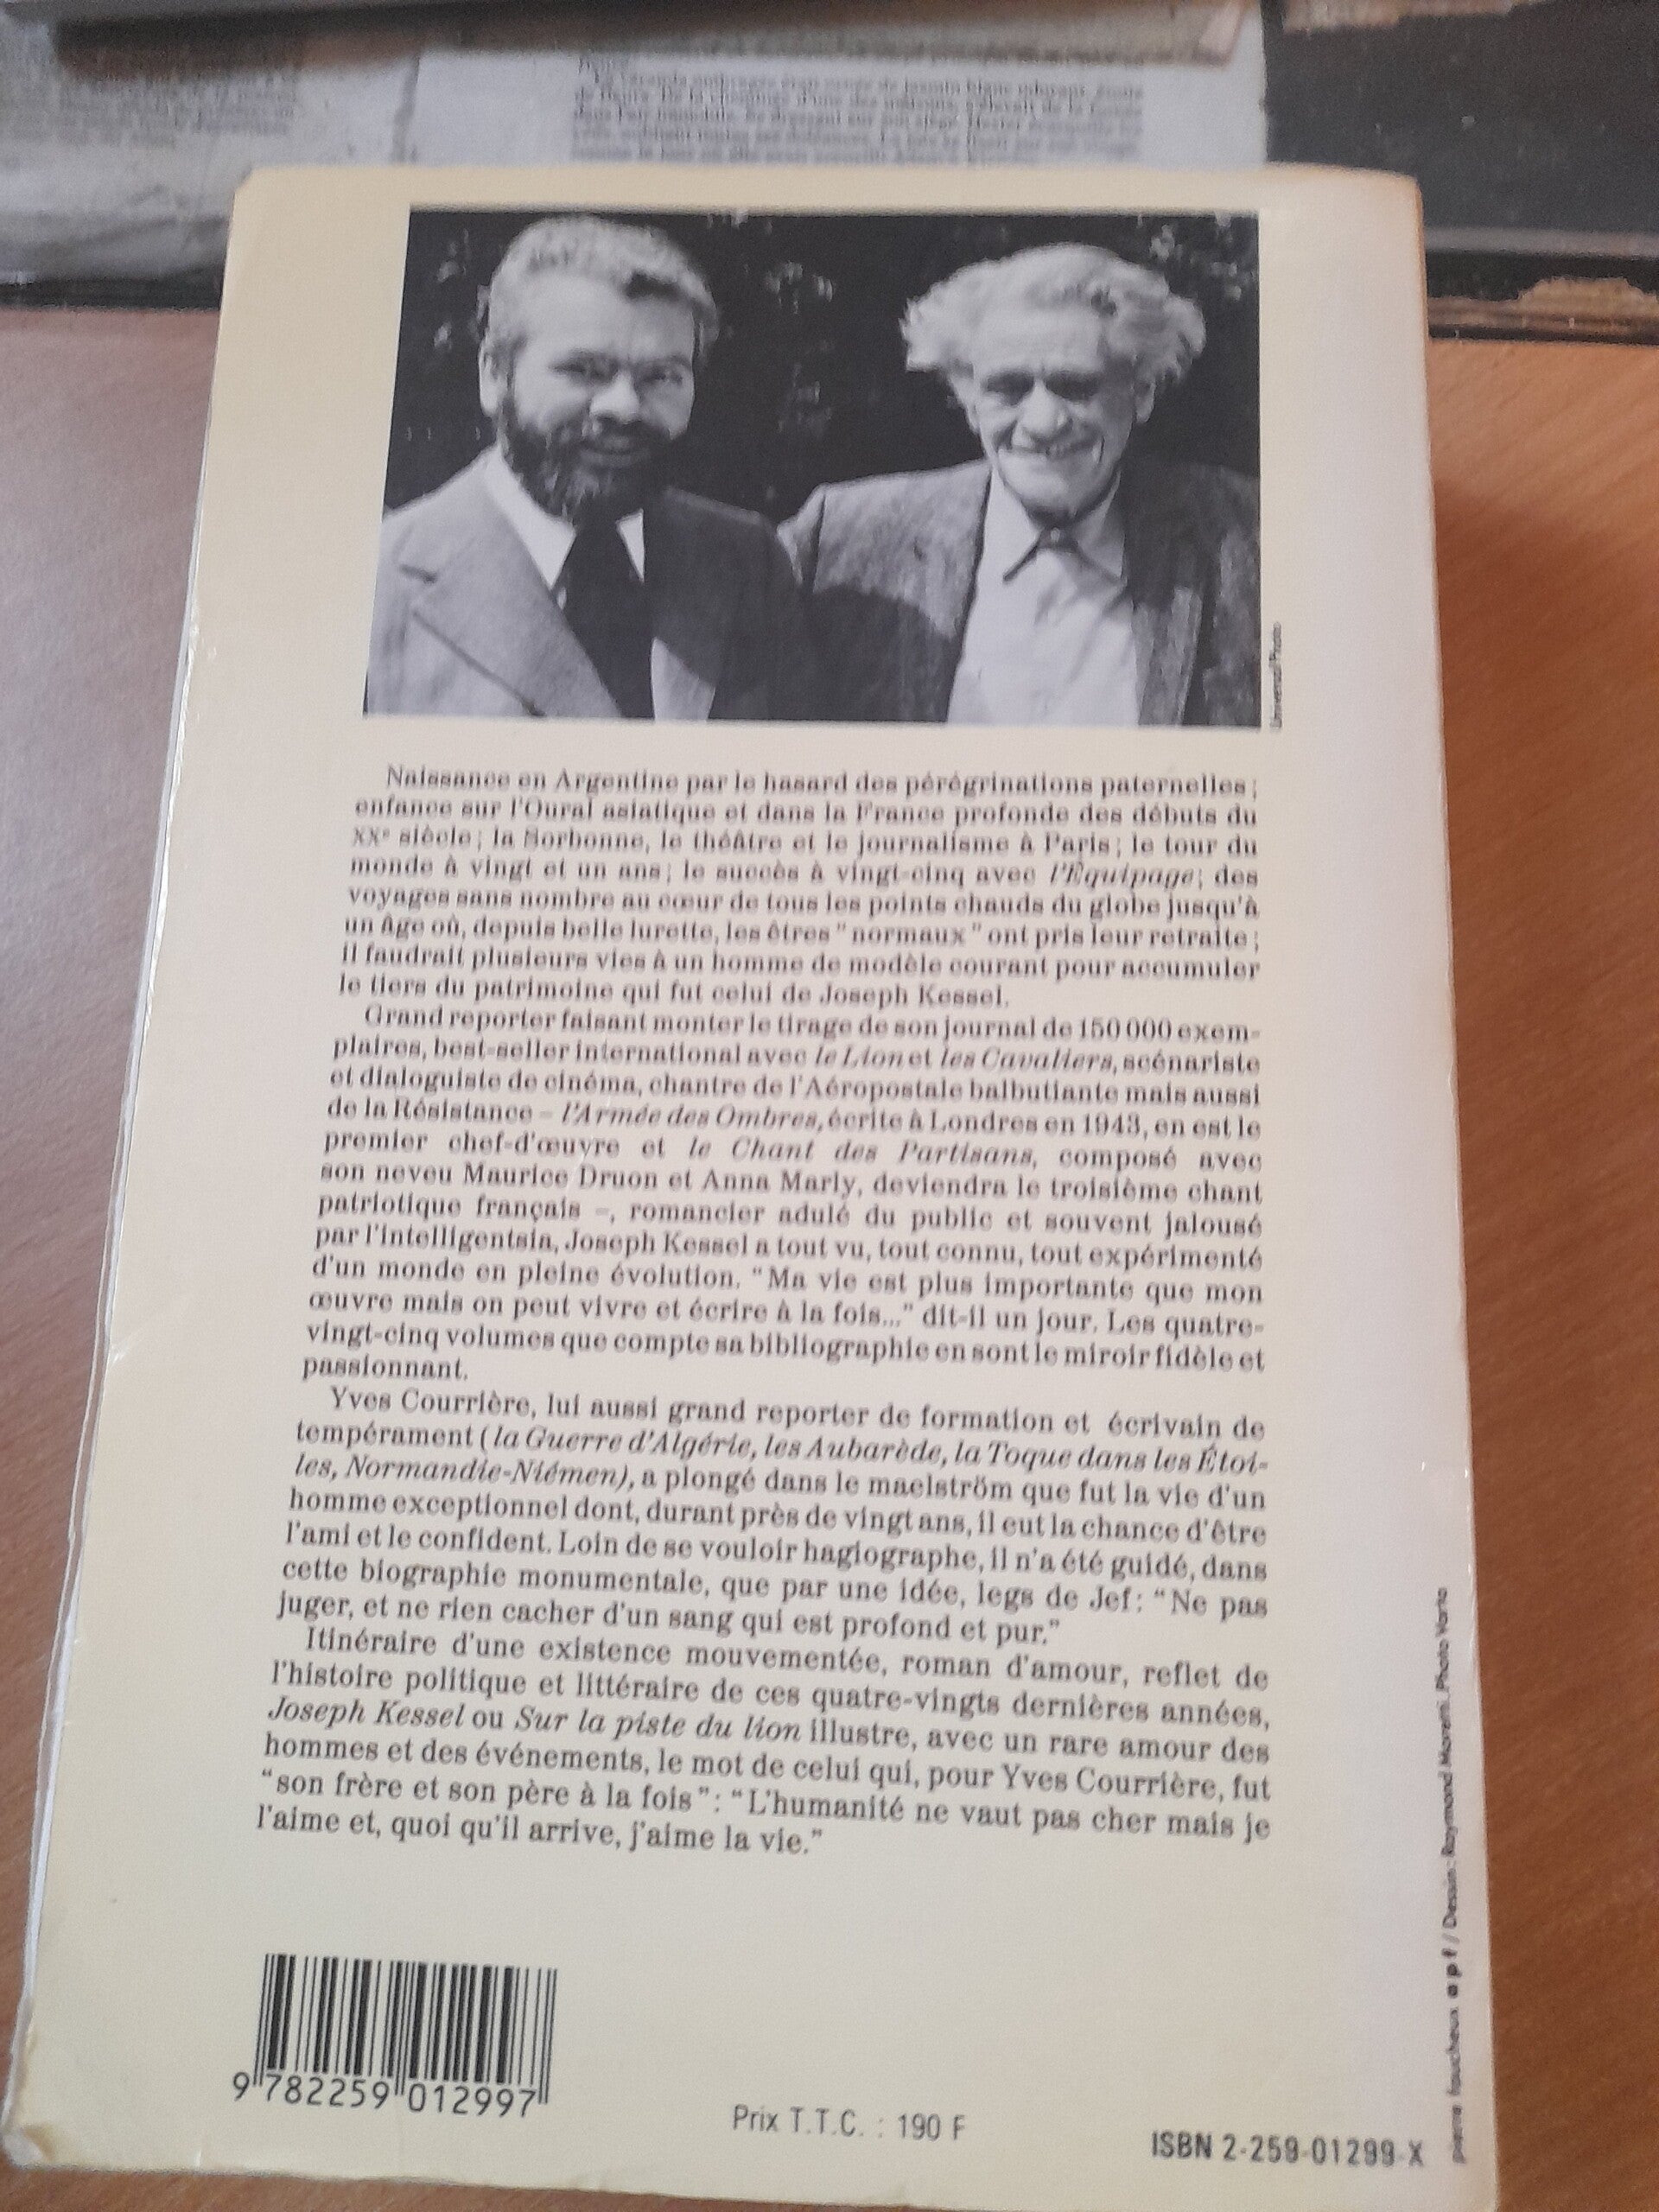 Universal Photo
Naissance en Argentine par le hasard des pérégrinations paternelles ;
enfance sur l'Oural asiatique et dans la France profonde des débuts du
XXe siècle ; la Sorbonne, le théâtre et le journalisme à Paris ; le tour du
monde à vingt et un ans ; le succès à vingt-cinq avec l'Équipage ; des
voyages sans nombre au cœur de tous les points chauds du globe jusqu'à
un âge où, depuis belle lurette, les êtres "normaux" ont pris leur retraite ;
il faudrait plusieurs vies à un homme de modèle courant pour accumuler
le tiers du patrimoine qui fut celui de Joseph Kessel.
Grand reporter faisant monter le tirage de son journal de 150 000 exem-
plaires, best-seller international avec le Lion et les Cavaliers, scénariste
et dialoguiste de cinéma, chantre de l'Aéropostale balbutiante mais aussi
de la Résistance – l'Armée des Ombres, écrite à Londres en 1943, en est le
premier chef-d'œuvre et le Chant des Partisans, composé avec
son neveu Maurice Druon et Anna Marly, deviendra le troisième chant
patriotique français –, romancier adulé du public et souvent jalousé
par l'intelligentsia, Joseph Kessel a tout vu, tout connu, tout expérimenté
d'un monde en pleine évolution. "Ma vie est plus importante que mon
œuvre mais on peut vivre et écrire à la fois..." dit-il un jour. Les quatre-
vingt-cinq volumes que compte sa bibliographie en sont le miroir fidèle et
passionnant.
Yves Courrière, lui aussi grand reporter de formation et écrivain de
tempérament (la Guerre d'Algérie, les Aubarède, la Toque dans les Étoi-
les, Normandie-Niémen), a plongé dans le maelström que fut la vie d'un
homme exceptionnel dont, durant près de vingt ans, il eut la chance d'être
l'ami et le confident. Loin de se vouloir hagiographe, il n'a été guidé, dans
cette biographie monumentale, que par une idée, legs de Jef : "Ne pas
juger, et ne rien cacher d'un sang qui est profond et pur."
Itinéraire d'une existence mouvementée, roman d'amour, reflet de
l'histoire politique et littéraire de ces quatre-vingts dernières années,
Joseph Kessel ou Sur la piste du lion illustre, avec un rare amour des
hommes et des événements, le mot de celui qui, pour Yves Courrière, fut
"son frère et son père à la fois" : "L'humanité ne vaut pas cher mais je
l'aime et, quoi qu'il arrive, j'aime la vie."
pierre faucheux a p f / Dessin : Raymond Moretti. Photo Varia
9 782259 012997
Prix T.T.C. : 190 F
ISBN 2-259-01299-X